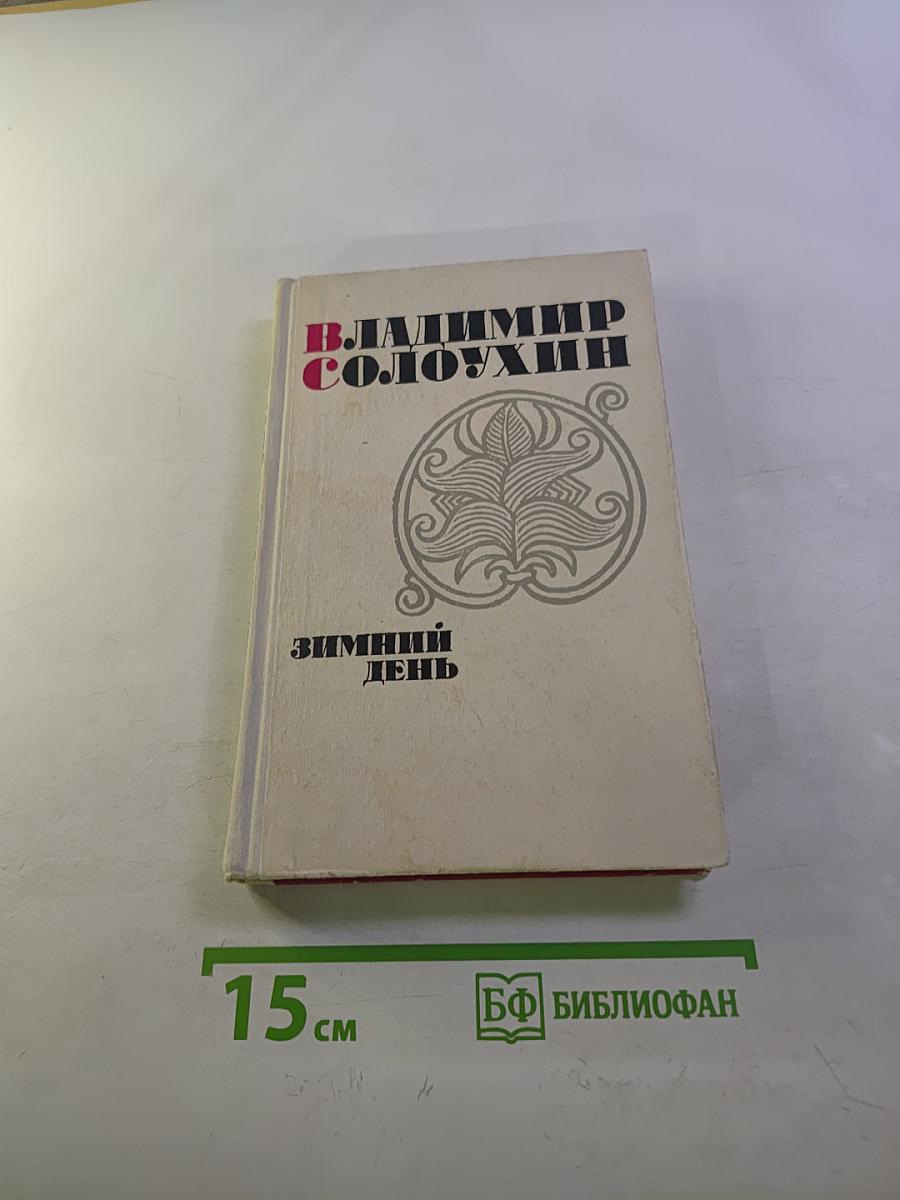 ВЛАДИМИР
СОЛОУХИН
ЗИМНИЙ
ДЕНЬ
15 см
БФ БИБЛИОФАН